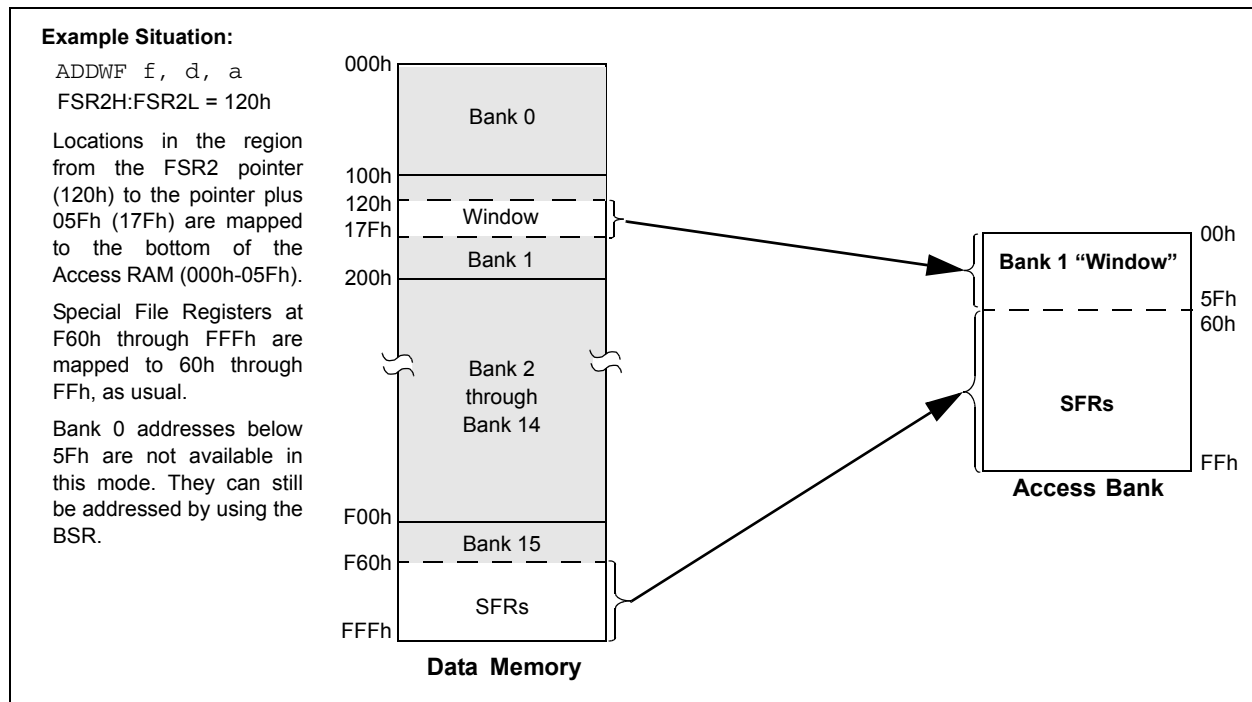 Example Situation:
ADDWF f, d, a
FSR2H:FSR2L = 120h
Locations in the region
from the FSR2 pointer
(120h) to the pointer plus
05Fh (17Fh) are mapped
to the bottom of the
Access RAM (000h-05Fh).
Special File Registers at
F60h through FFFh are
mapped to 60h through
FFh, as usual.
Bank 0 addresses below
5Fh are not available in
this mode. They can still
be addressed by using the
BSR.
000h
Bank 0
100h
120h
Window
17Fh
Bank 1
200h
Bank 2
through
Bank 14
F00h
Bank 15
F60h
SFRs
FFFh
Data Memory
00h
Bank 1 “Window”
5Fh
60h
SFRs
FFh
Access Bank